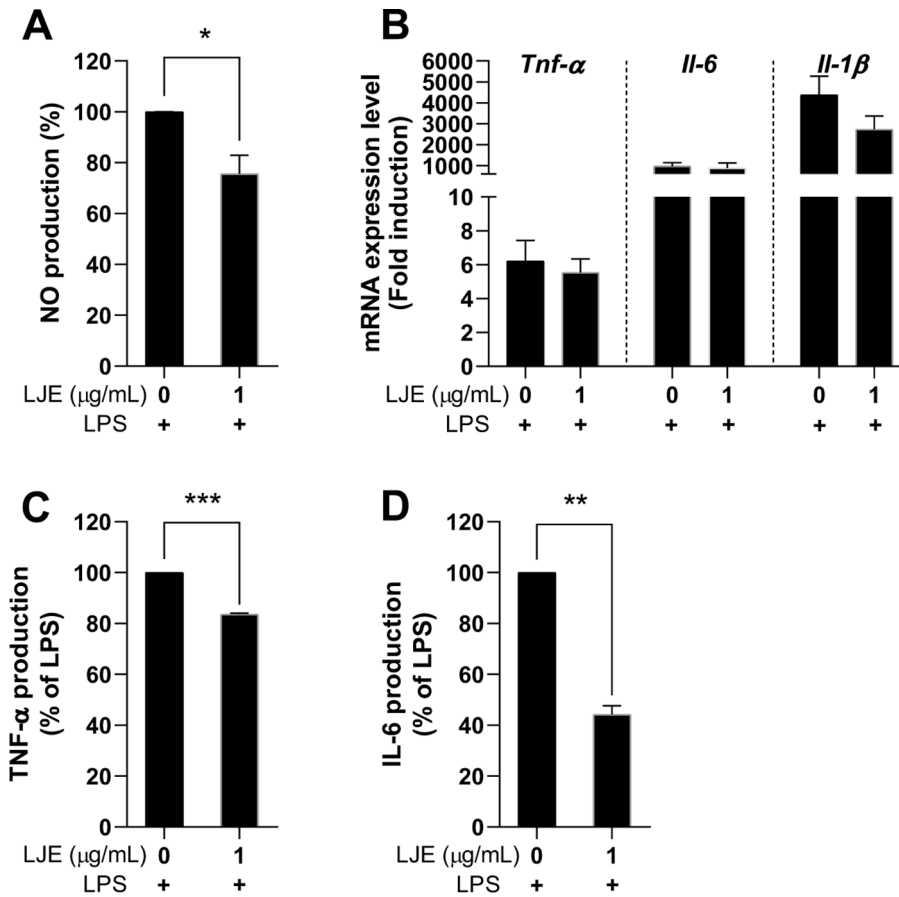 A
*
NO production (%)
120
100
80
60
40
20
0
LJE (μg/mL) 0 1
LPS + +
B
mRNA expression level
(Fold induction)
Tnf-α Il-6 Il-1β
6000
5000
4000
3000
2000
1000
10
8
6
4
2
0
LJE (μg/mL) 0 1 0 1 0 1
LPS + + + + + +
C
***
TNF-α production
(% of LPS)
120
100
80
60
40
20
0
LJE (μg/mL) 0 1
LPS + +
D
**
IL-6 production
(% of LPS)
120
100
80
60
40
20
0
LJE (μg/mL) 0 1
LPS + +